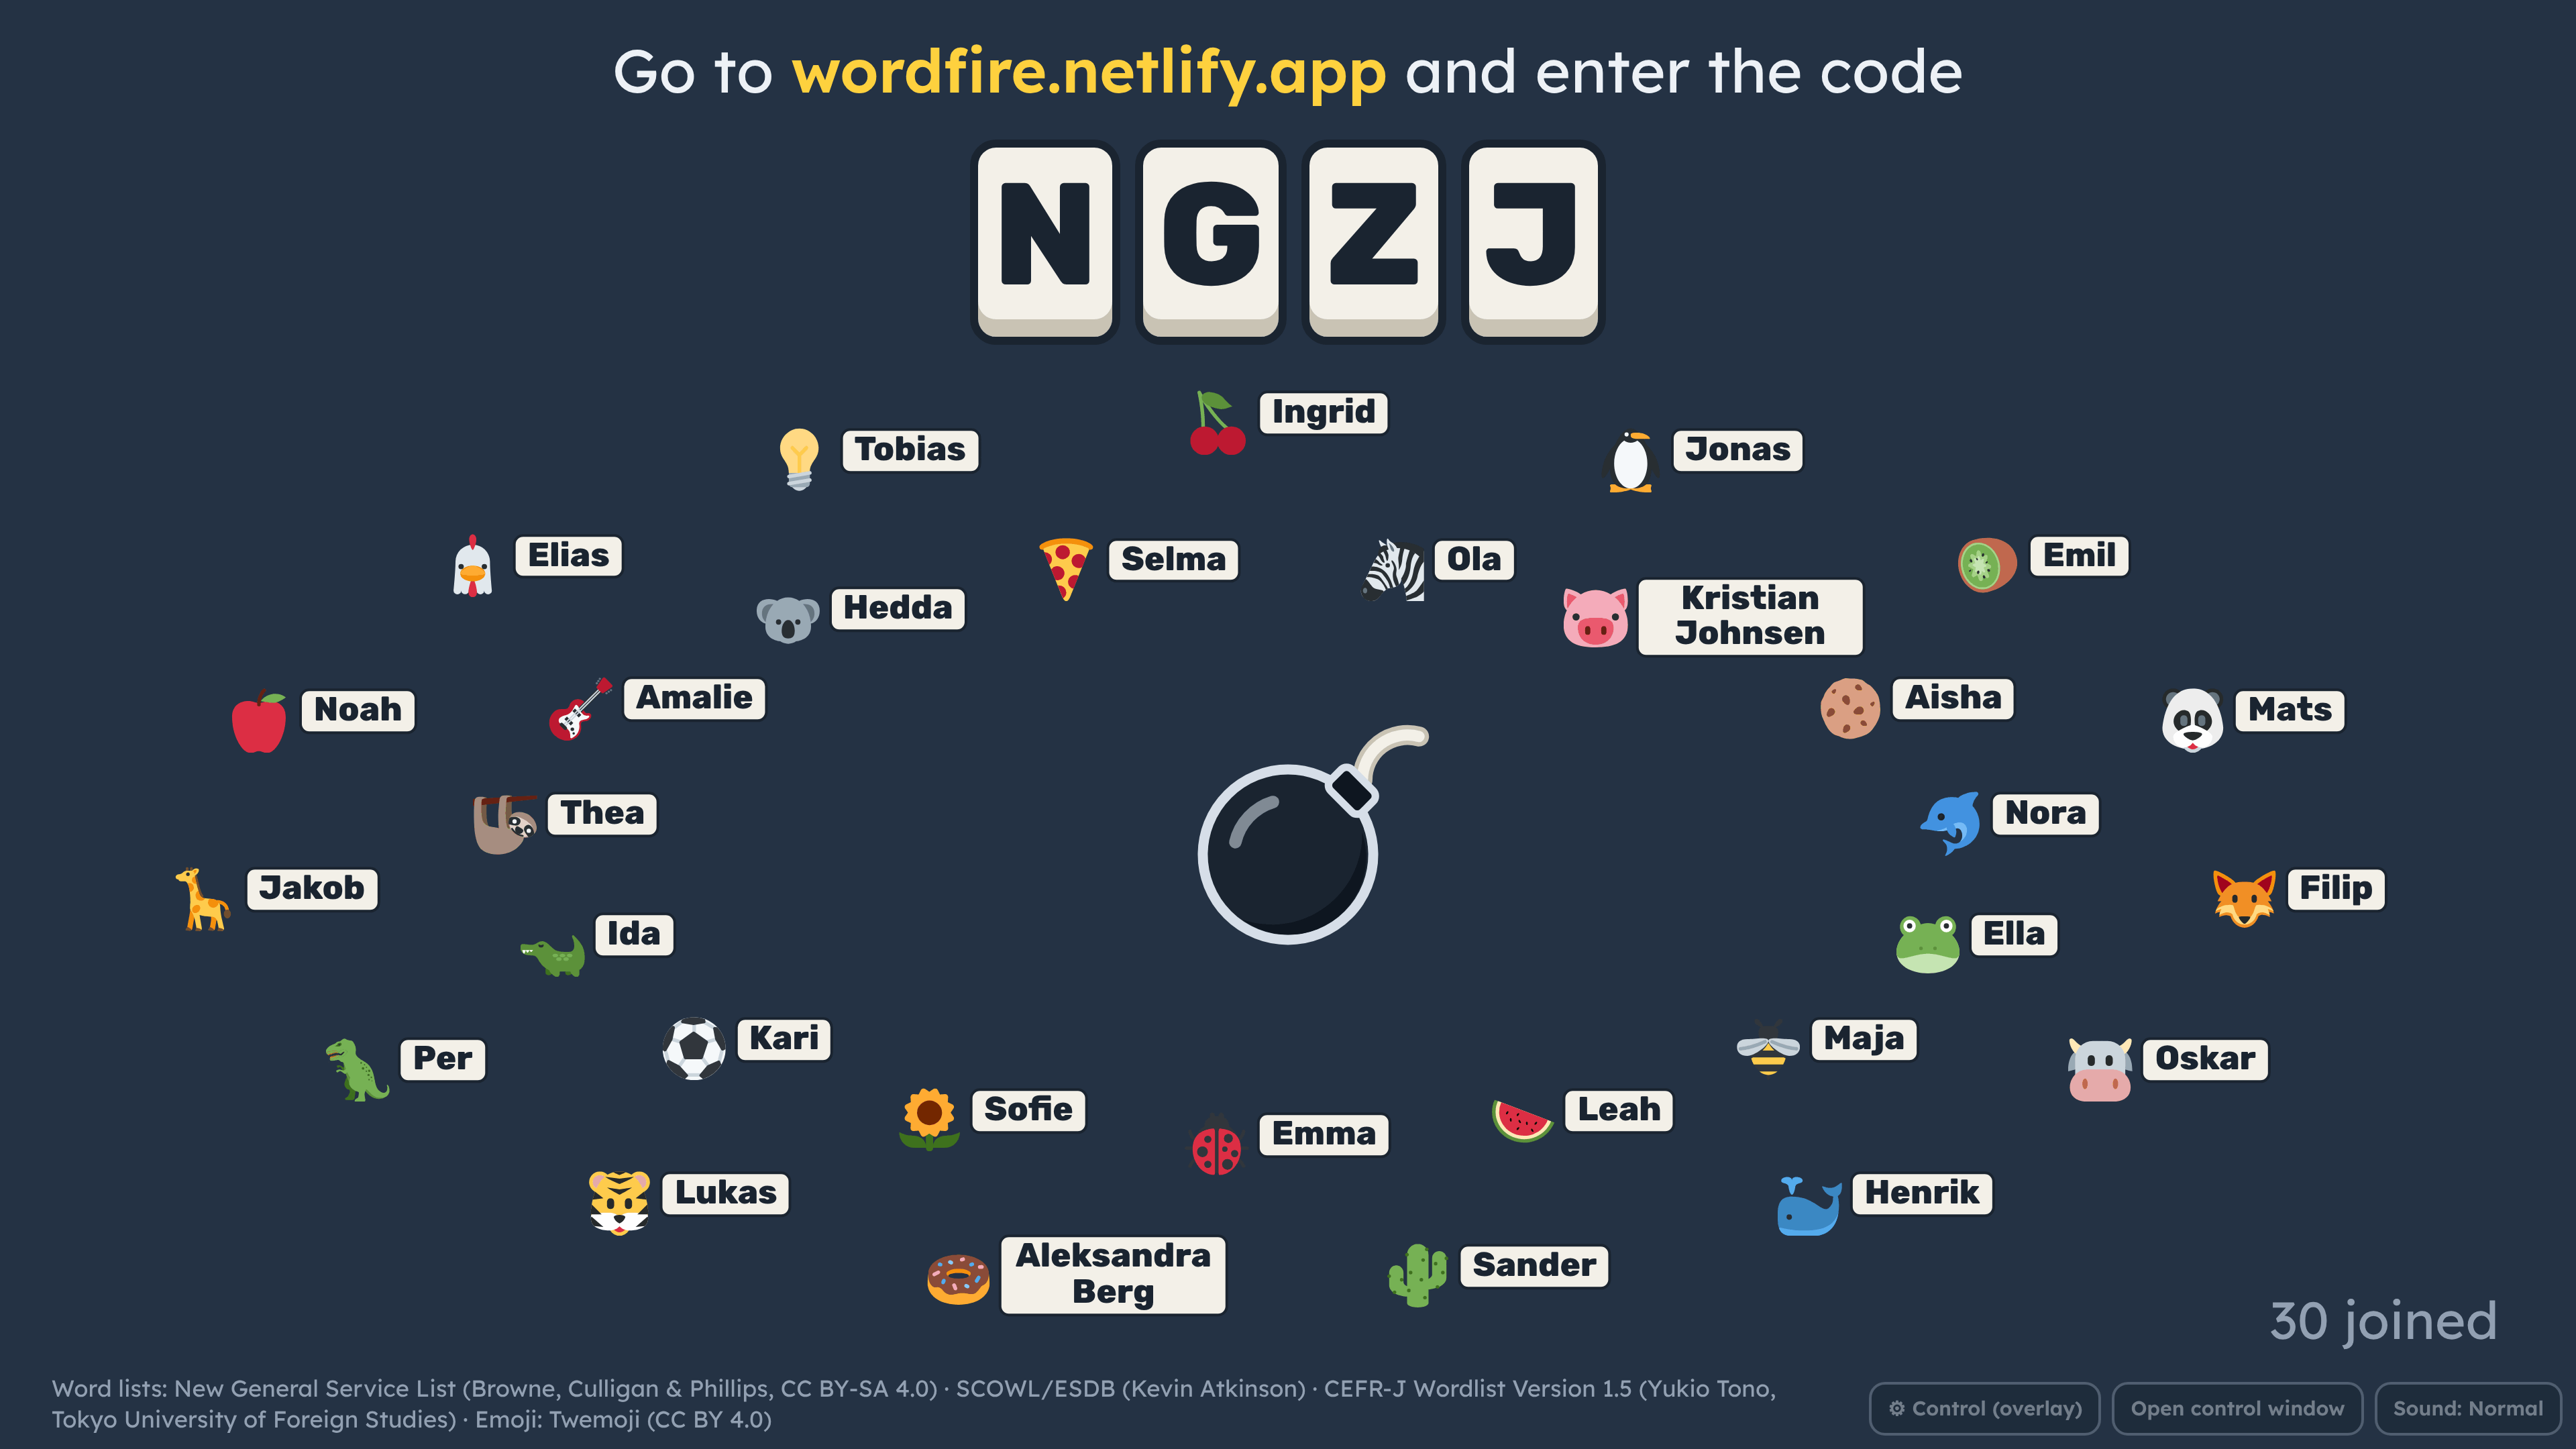 Go to wordfire.netlify.app and enter the code
NGZJ
Ingrid
Tobias
Jonas
Elias
Selma
Ola
Emil
Hedda
Kristian
Johnsen
Noah
Amalie
Aisha
Mats
Thea
Nora
Jakob
Filip
Ida
Ella
Per
Kari
Maja
Oskar
Sofie
Emma
Leah
Lukas
Henrik
Aleksandra
Berg
Sander
30 joined
Word lists: New General Service List (Browne, Culligan & Phillips, CC BY-SA 4.0) · SCOWL/ESDB (Kevin Atkinson) · CEFR-J Wordlist Version 1.5 (Yukio Tono,
Tokyo University of Foreign Studies) · Emoji: Twemoji (CC BY 4.0)
⚙ Control (overlay)
Open control window
Sound: Normal